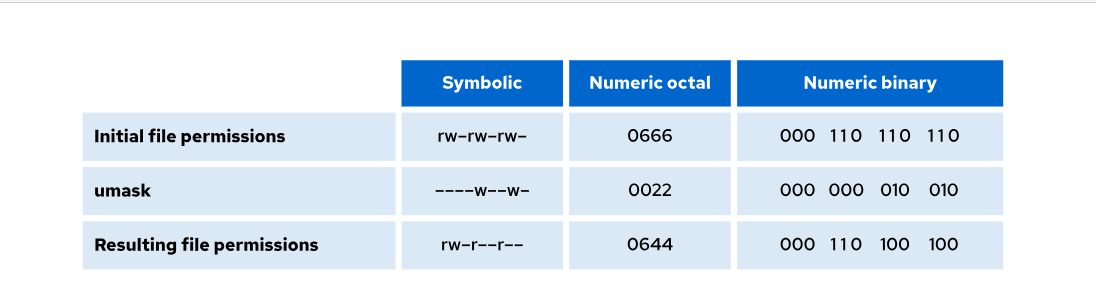 Symbolic Numeric octal Numeric binary
Initial file permissions rw-rw-rw- 0666 000 110 110 110
umask ----w--w- 0022 000 000 010 010
Resulting file permissions rw-r--r-- 0644 000 110 100 100